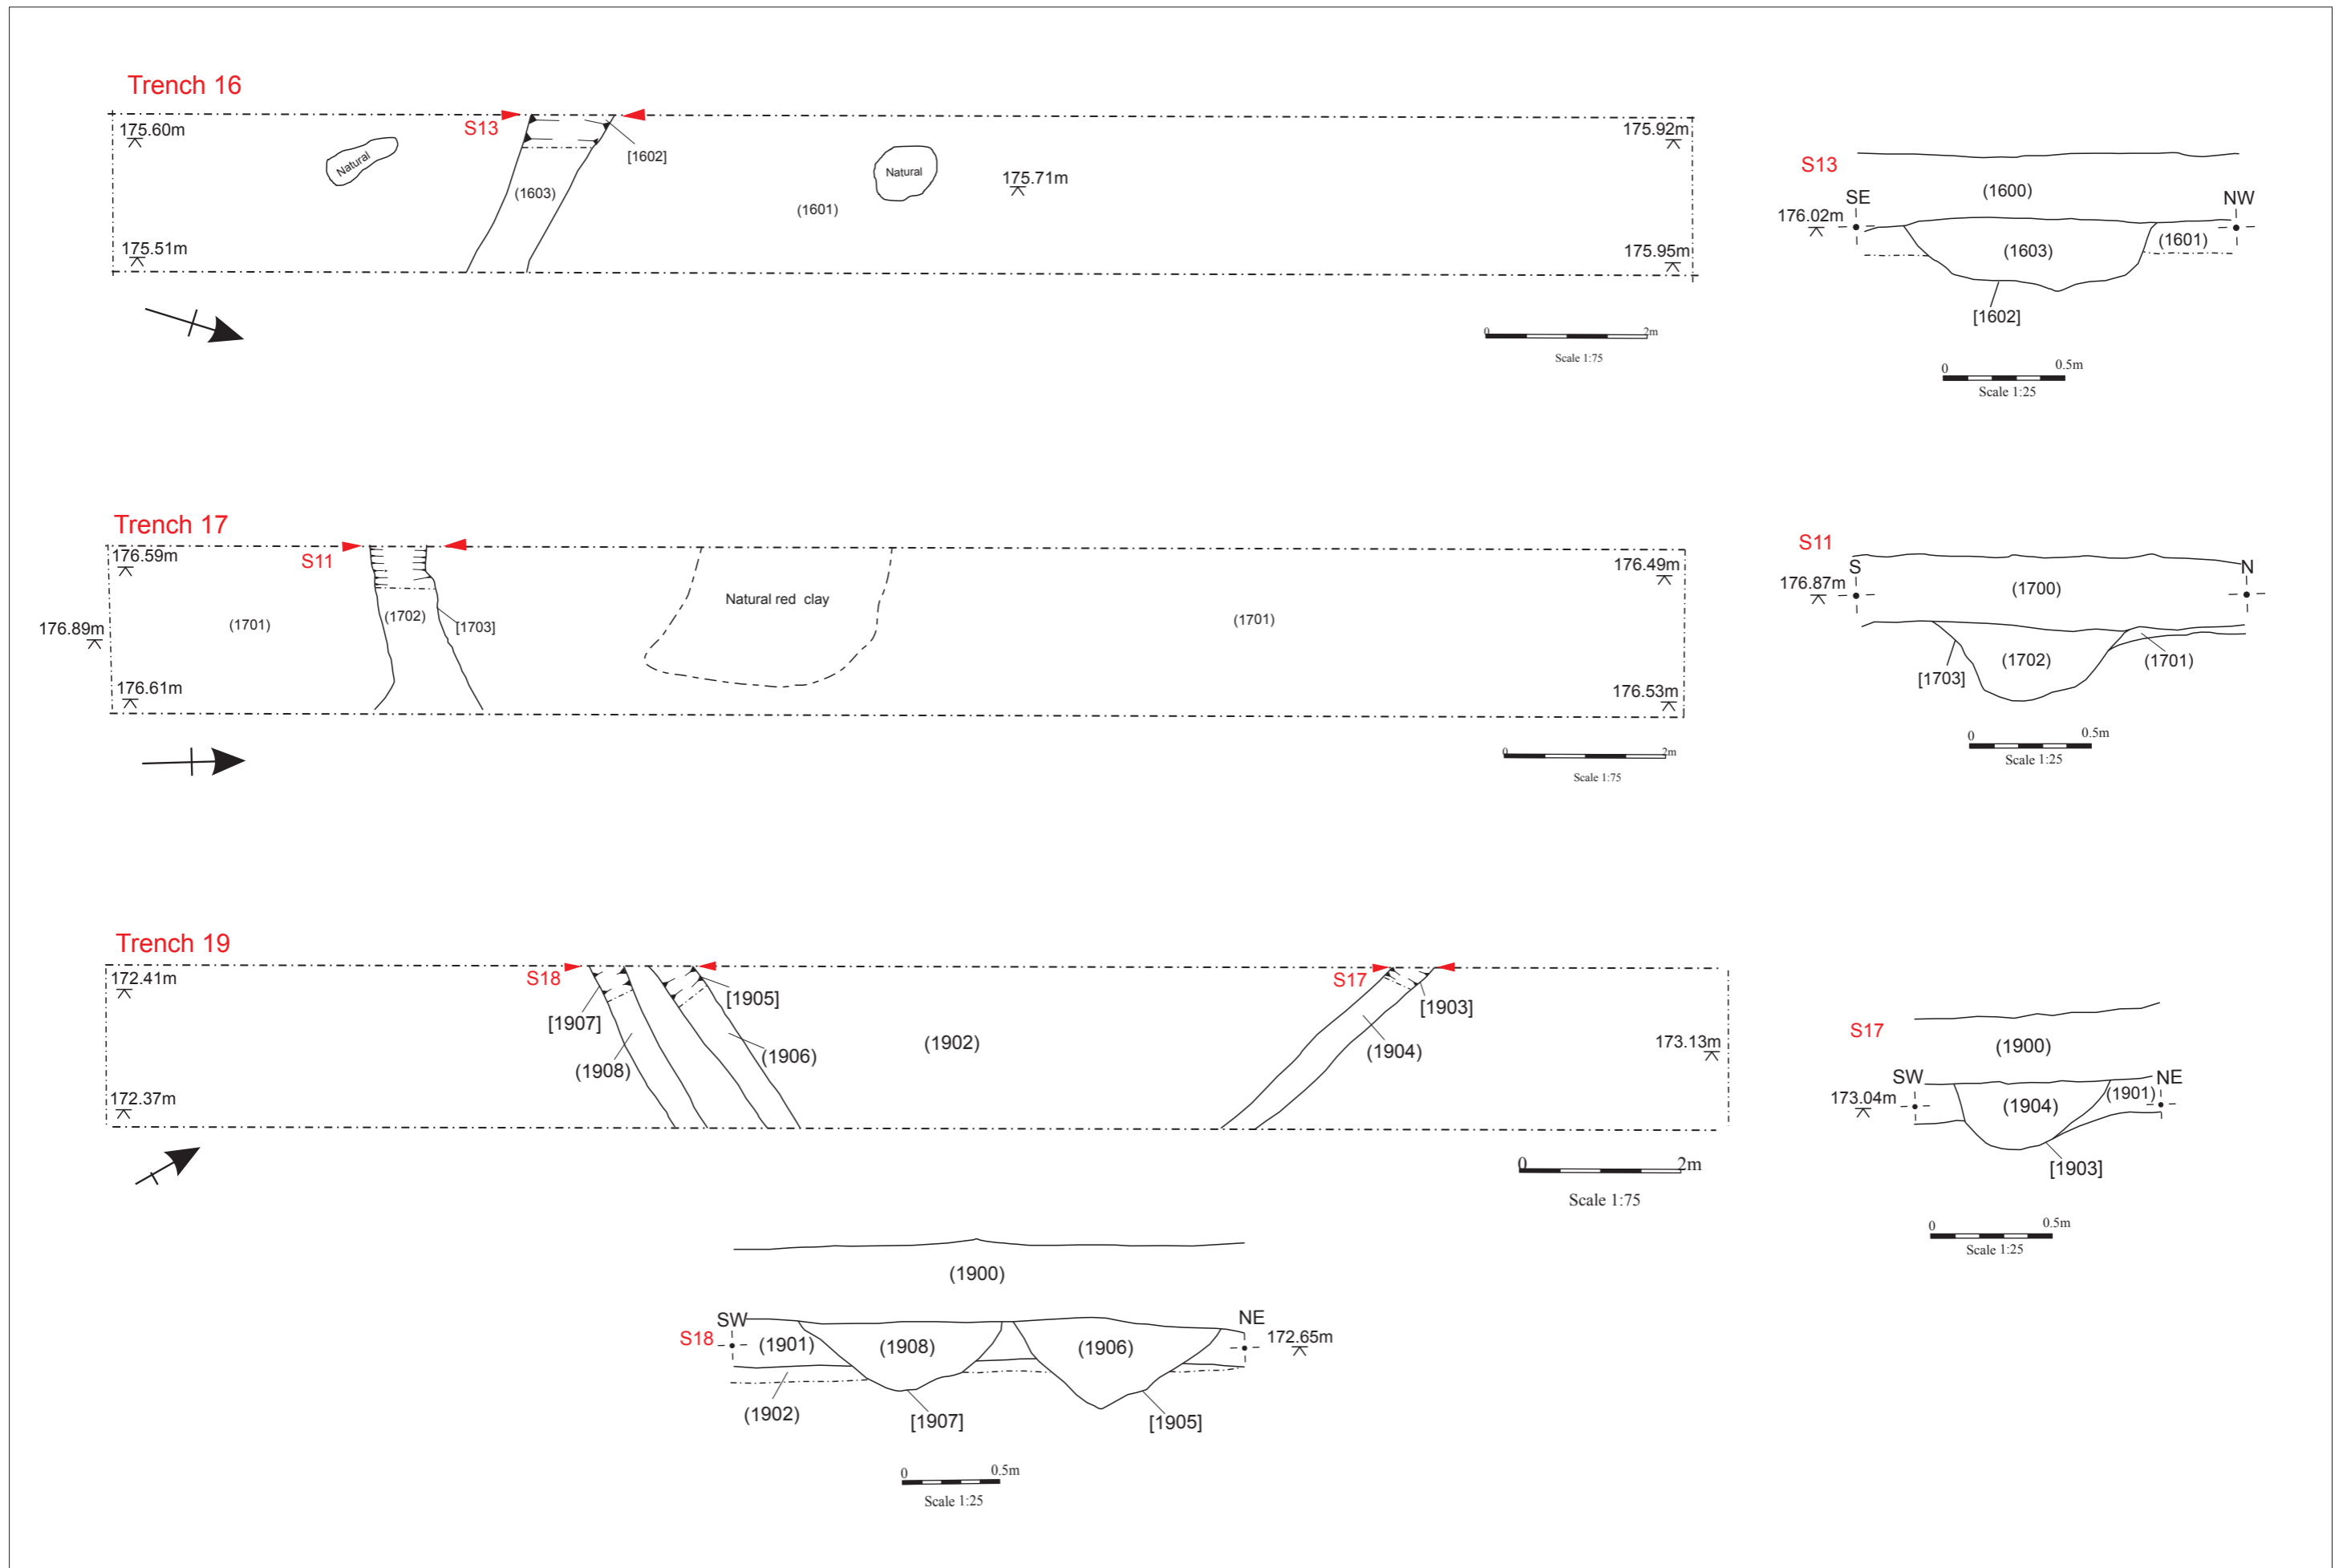 Trench 16
175.60m
S13
[1602]
175.92m
Natural
(1603)
Natural
175.71m
(1601)
175.51m
175.95m
0 2m
Scale 1:75
S13
(1600)
SE
NW
176.02m
(1603)
(1601)
[1602]
0 0.5m
Scale 1:25
Trench 17
176.59m
S11
176.49m
Natural red clay
176.89m
(1701)
(1702)
[1703]
(1701)
176.61m
176.53m
0 2m
Scale 1:75
S11
S
N
176.87m
(1700)
(1702)
(1701)
[1703]
0 0.5m
Scale 1:25
Trench 19
172.41m
S18
S17
[1905]
[1903]
[1907]
(1902)
173.13m
(1906)
(1904)
(1908)
172.37m
0 2m
Scale 1:75
S17
(1900)
SW
NE
173.04m
(1904)
(1901)
[1903]
0 0.5m
Scale 1:25
(1900)
SW
NE
S18
(1901)
(1908)
(1906)
172.65m
(1902)
[1907]
[1905]
0 0.5m
Scale 1:25